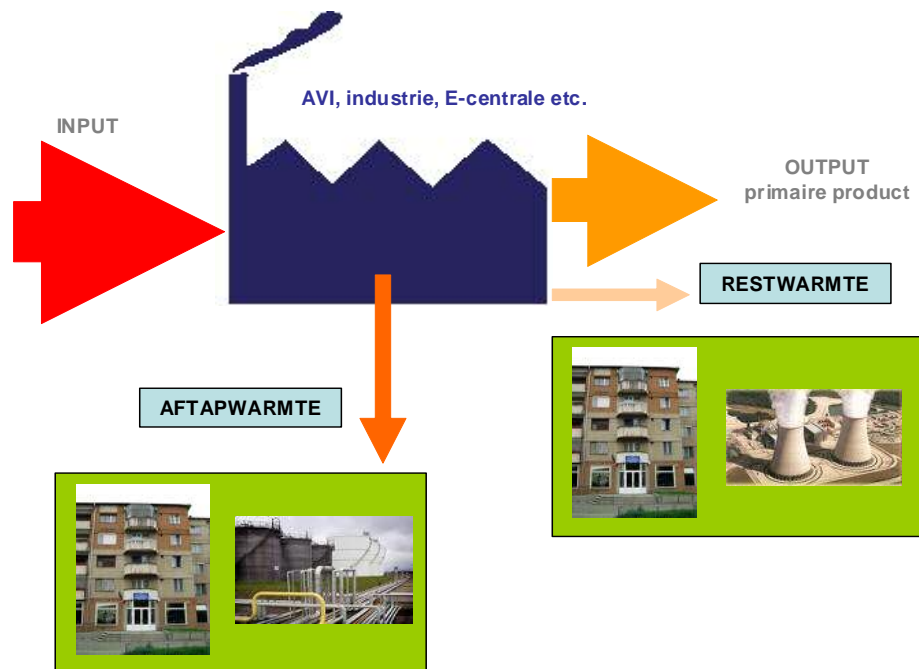 AVI, industrie, E-centrale etc.
INPUT
OUTPUT
primaire product
RESTWARMTE
AFTAPWARMTE